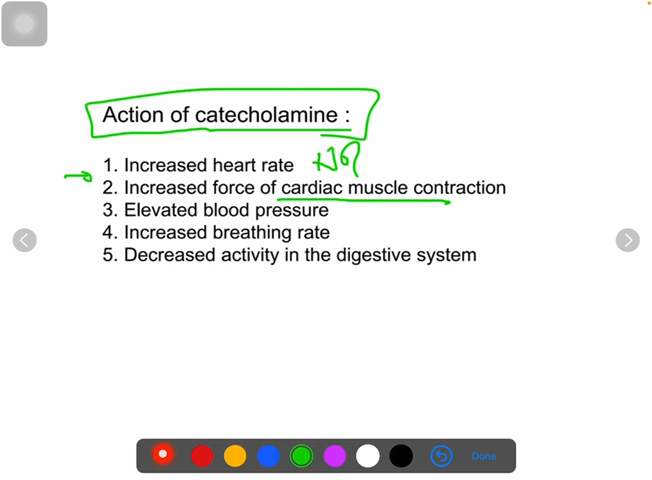 Action of catecholamine :
1. Increased heart rate
2. Increased force of cardiac muscle contraction
3. Elevated blood pressure
4. Increased breathing rate
5. Decreased activity in the digestive system
Done